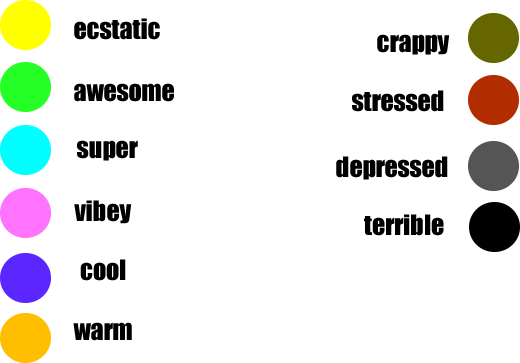 ecstatic
awesome
super
vibey
cool
warm
crappy
stressed
depressed
terrible